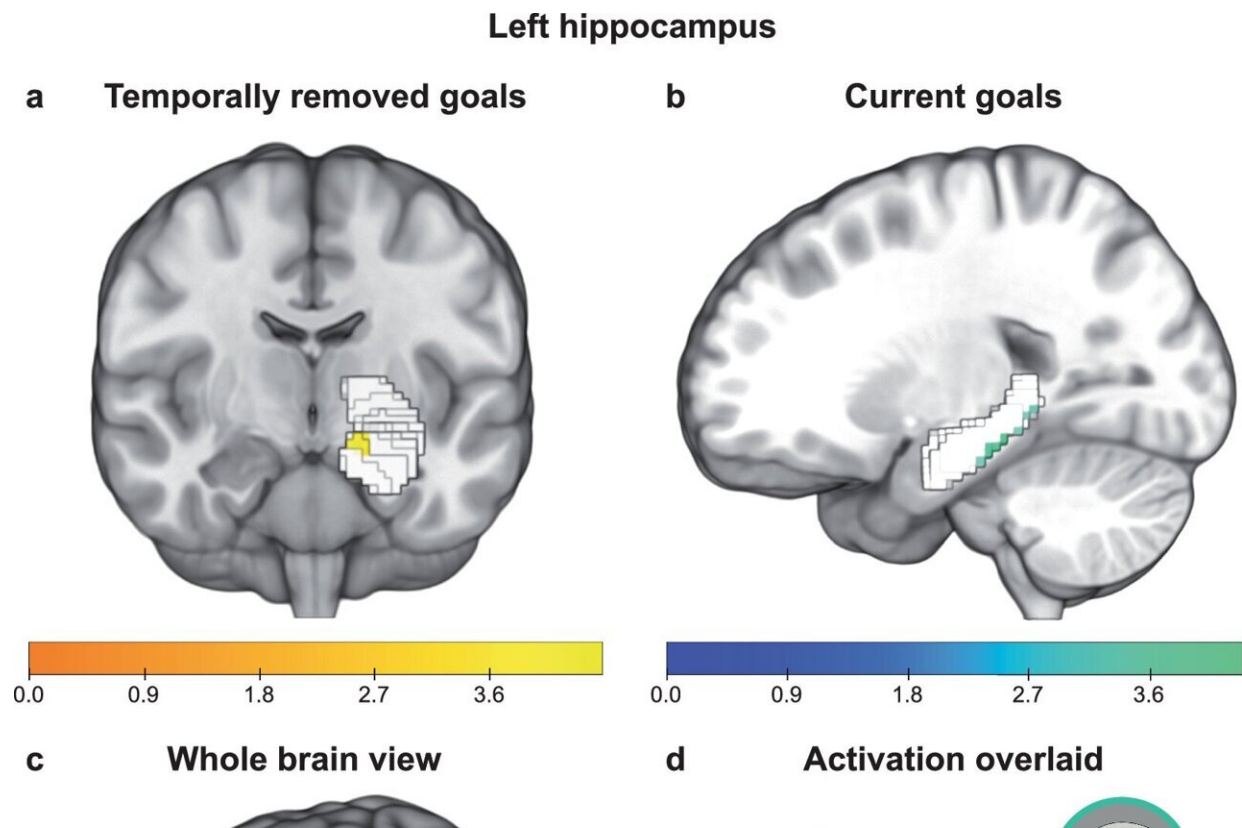 Left hippocampus
a Temporally removed goals
b Current goals
0.0 0.9 1.8 2.7 3.6
0.0 0.9 1.8 2.7 3.6
c Whole brain view
d Activation overlaid